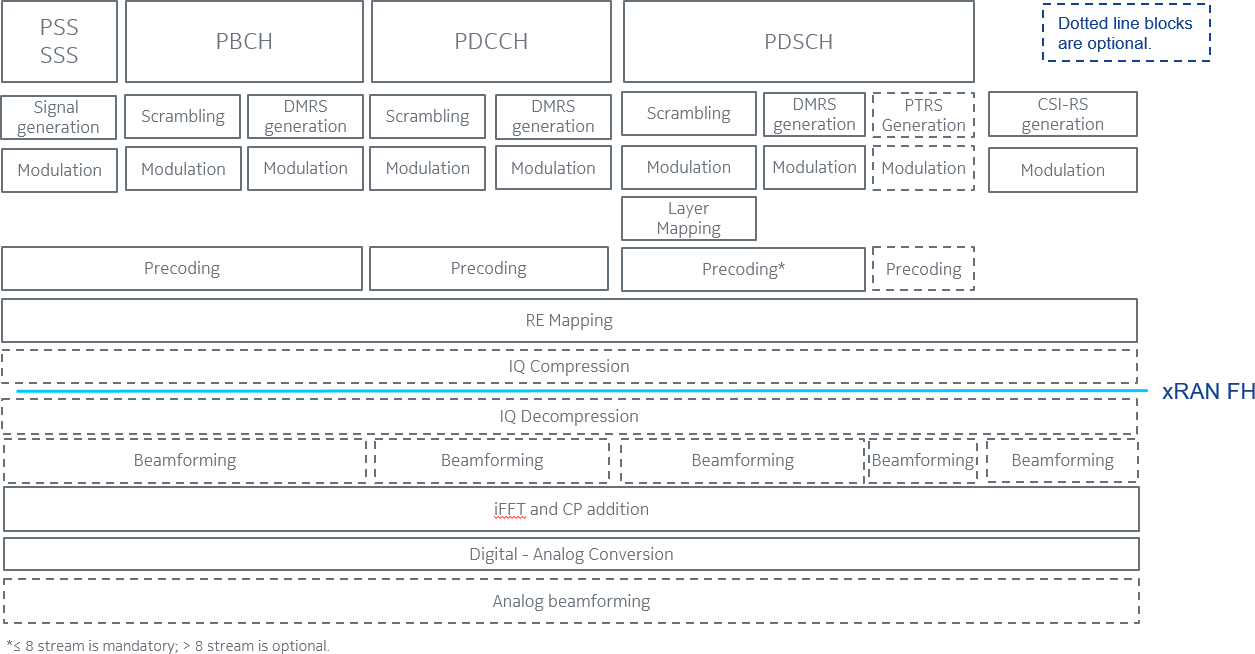 PSS
SSS
PBCH
PDCCH
PDSCH
Dotted line blocks
are optional.
Signal
generation
Scrambling
DMRS
generation
Scrambling
DMRS
generation
Scrambling
DMRS
generation
PTRS
Generation
CSI-RS
generation
Modulation
Modulation
Modulation
Modulation
Modulation
Modulation
Modulation
Modulation
Modulation
Layer
Mapping
Precoding
Precoding
Precoding*
Precoding
RE Mapping
IQ Compression
xRAN FH
IQ Decompression
Beamforming
Beamforming
Beamforming
Beamforming
Beamforming
iFFT and CP addition
Digital - Analog Conversion
Analog beamforming
*≤ 8 stream is mandatory; > 8 stream is optional.